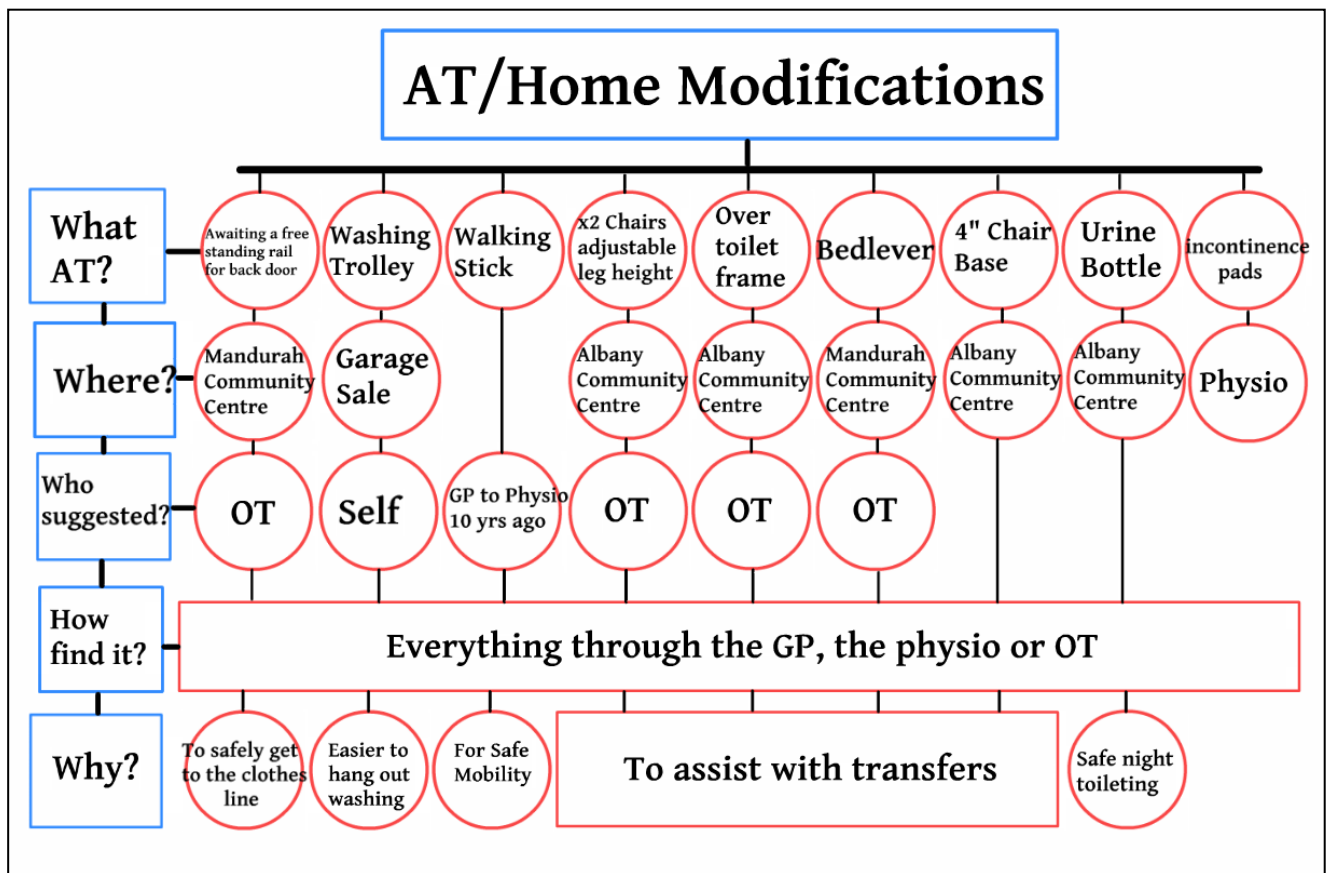 AT/Home Modifications
What
AT?
Awaiting a free
standing rail
for back door
Washing
Trolley
Walking
Stick
x2 Chairs
adjustable
leg height
Over
toilet
frame
Bedlever
4" Chair
Base
Urine
Bottle
incontinence
pads
Where?
Mandurah
Community
Centre
Garage
Sale
Albany
Community
Centre
Albany
Community
Centre
Mandurah
Community
Centre
Albany
Community
Centre
Albany
Community
Centre
Physio
Who
suggested?
OT
Self
GP to Physio
10 yrs ago
OT
OT
OT
How
find it?
Everything through the GP, the physio or OT
Why?
To safely get
to the clothes
line
Easier to
hang out
washing
For Safe
Mobility
To assist with transfers
Safe night
toileting